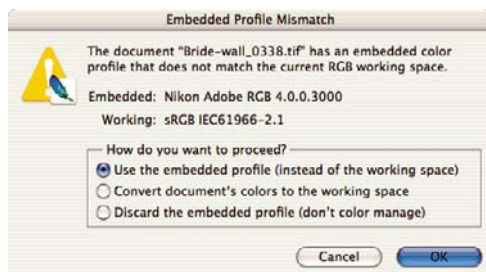 Embedded Profile Mismatch
The document "Bride-wall_0338.tif" has an embedded color
profile that does not match the current RGB working space.
Embedded: Nikon Adobe RGB 4.0.0.3000
Working: sRGB IEC61966-2.1
How do you want to proceed?
Use the embedded profile (instead of the working space)
Convert document's colors to the working space
Discard the embedded profile (don't color manage)
Cancel OK